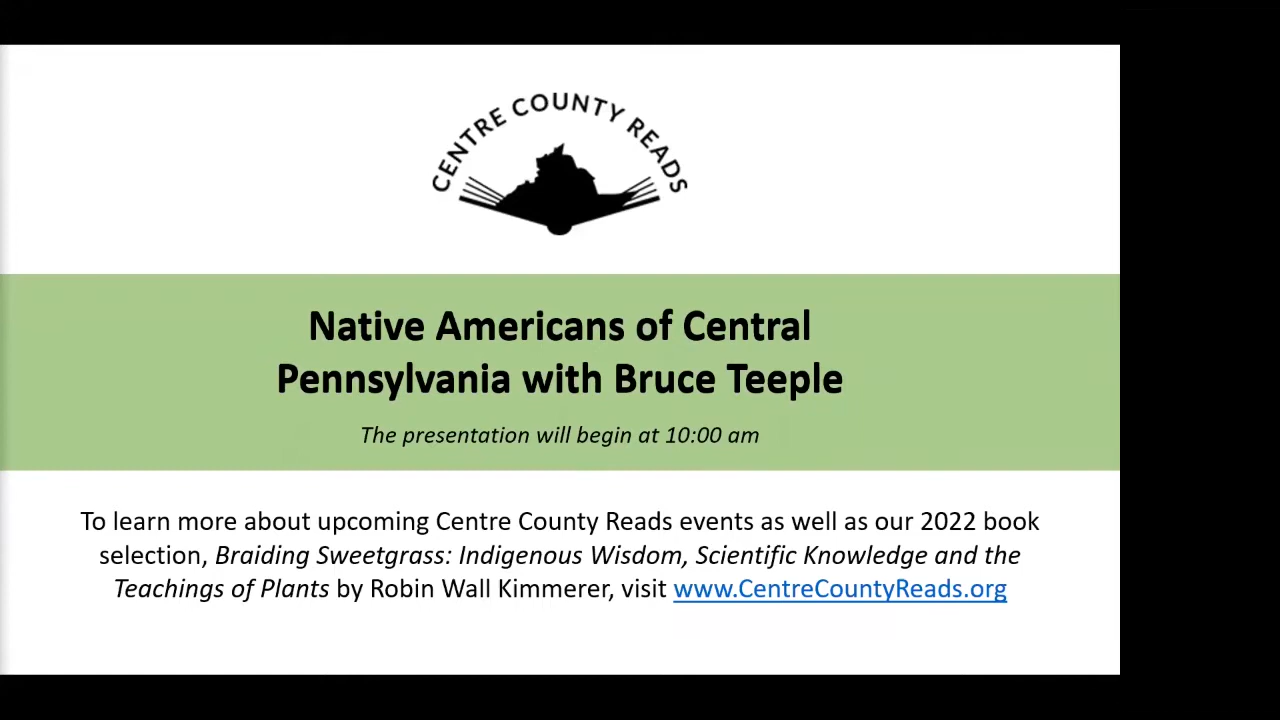 CENTRE COUNTY READS
Native Americans of Central
Pennsylvania with Bruce Teeple
The presentation will begin at 10:00 am
To learn more about upcoming Centre County Reads events as well as our 2022 book
selection, Braiding Sweetgrass: Indigenous Wisdom, Scientific Knowledge and the
Teachings of Plants by Robin Wall Kimmerer, visit www.CentreCountyReads.org